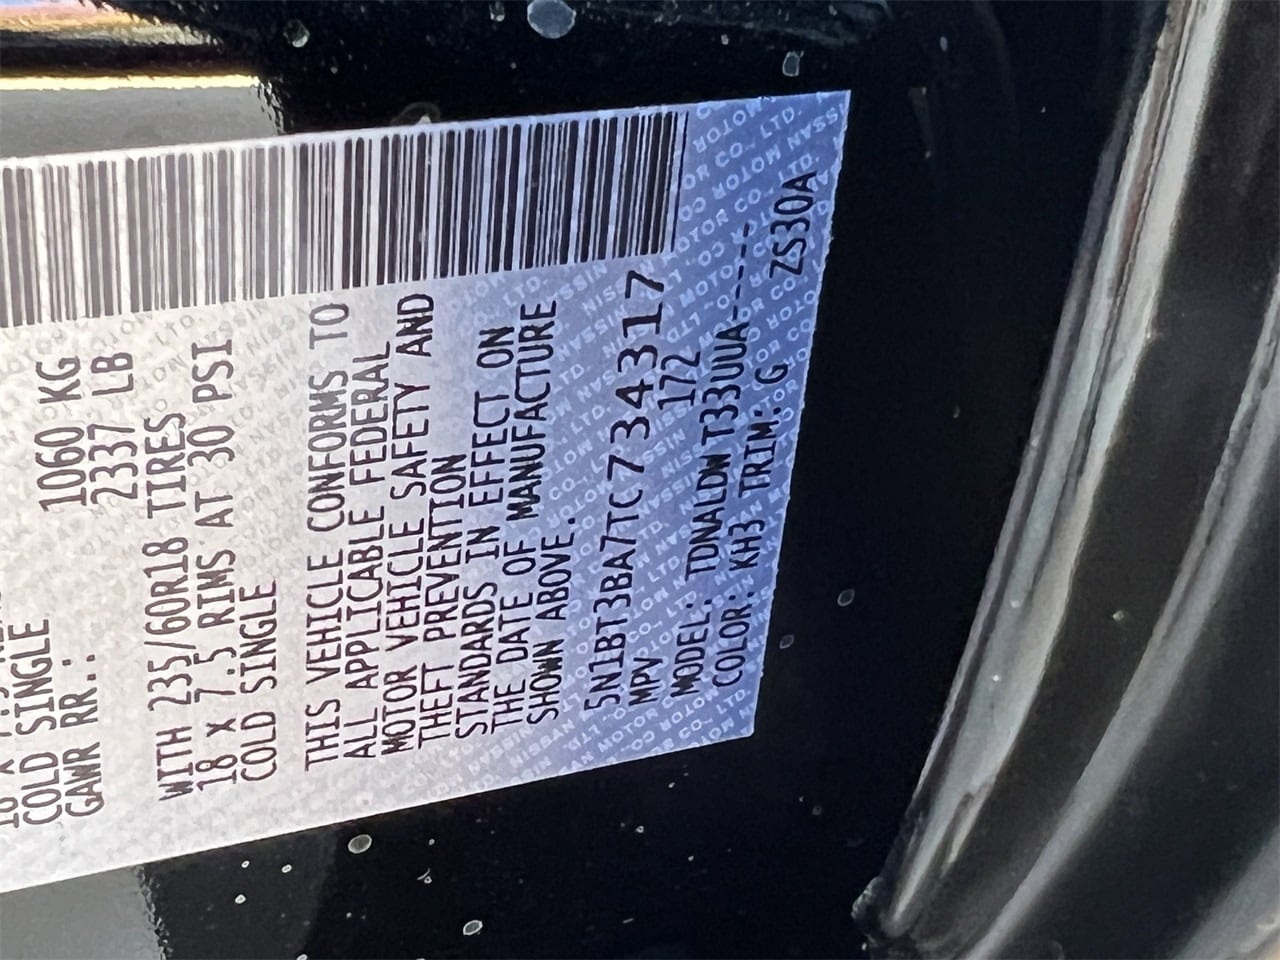 COLD SINGLE
GAWR RR.: 1060 KG
2337 LB
WITH 235/60R18 TIRES
18 X 7.5 RIMS AT 30 PSI
COLD SINGLE
THIS VEHICLE CONFORMS TO
ALL APPLICABLE FEDERAL
MOTOR VEHICLE SAFETY AND
THEFT PREVENTION
STANDARDS IN EFFECT ON
THE DATE OF MANUFACTURE
SHOWN ABOVE.
5N1BT3BA7TC734317
MPV 172
MODEL: TDNALDW T33UUA-----
COLOR: KH3 TRIM: G ZS30A